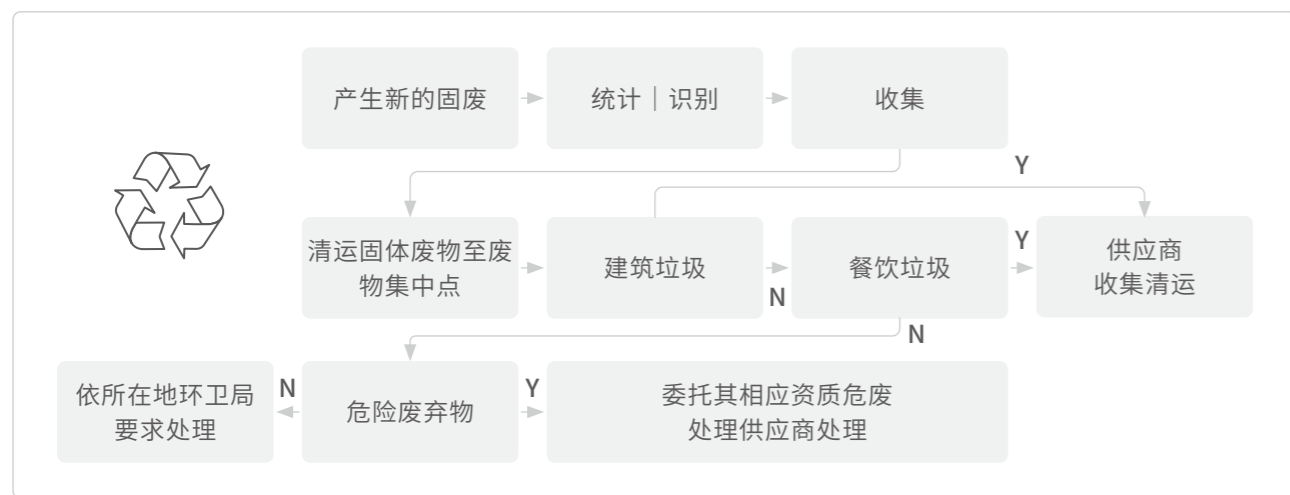 产生新的固废
统计｜识别
收集
Y
清运固体废物至废
物集中点
建筑垃圾
N
餐饮垃圾
Y
供应商
收集清运
N
依所在地环卫局
要求处理
N
危险废弃物
Y
委托其相应资质危废
处理供应商处理